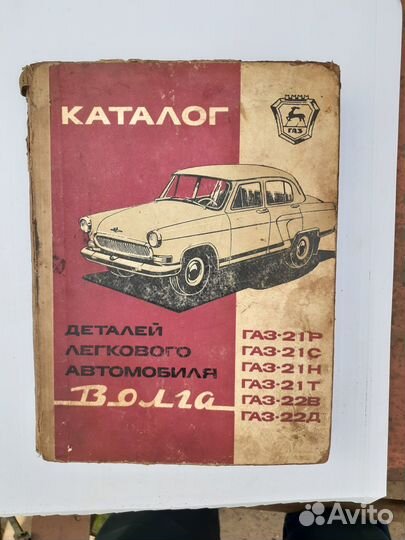 КАТАЛОГ
ГАЗ
ДЕТАЛЕЙ
ЛЕГКОВОГО
АВТОМОБИЛЯ
Волга
ГАЗ-21Р
ГАЗ-21С
ГАЗ-21Н
ГАЗ-21Т
ГАЗ-22В
ГАЗ-22Д
Avito